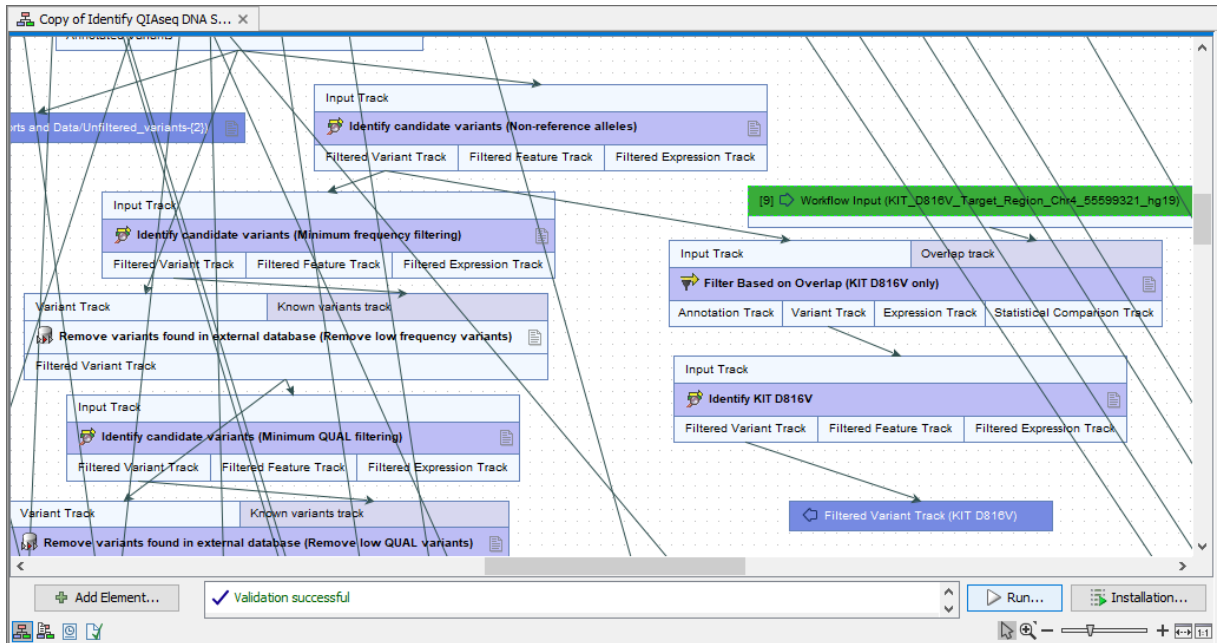 Copy of Identify QIAseq DNA S... ×
Annotated Variants
Input Track
orts and Data/Unfiltered_variants-{2})
Identify candidate variants (Non-reference alleles)
Filtered Variant Track Filtered Feature Track Filtered Expression Track
Input Track
[9] Workflow Input (KIT_D816V_Target_Region_Chr4_55599321_hg19)
Identify candidate variants (Minimum frequency filtering)
Filtered Variant Track Filtered Feature Track Filtered Expression Track
Input Track Overlap track
Filter Based on Overlap (KIT D816V only)
Annotation Track Variant Track Expression Track Statistical Comparison Track
Variant Track Known variants track
Remove variants found in external database (Remove low frequency variants)
Filtered Variant Track
Input Track
Identify KIT D816V
Filtered Variant Track Filtered Feature Track Filtered Expression Track
Input Track
Identify candidate variants (Minimum QUAL filtering)
Filtered Variant Track Filtered Feature Track Filtered Expression Track
Variant Track Known variants track
Remove variants found in external database (Remove low QUAL variants)
Filtered Variant Track (KIT D816V)
Add Element...
Validation successful
Run...
Installation...
1:1